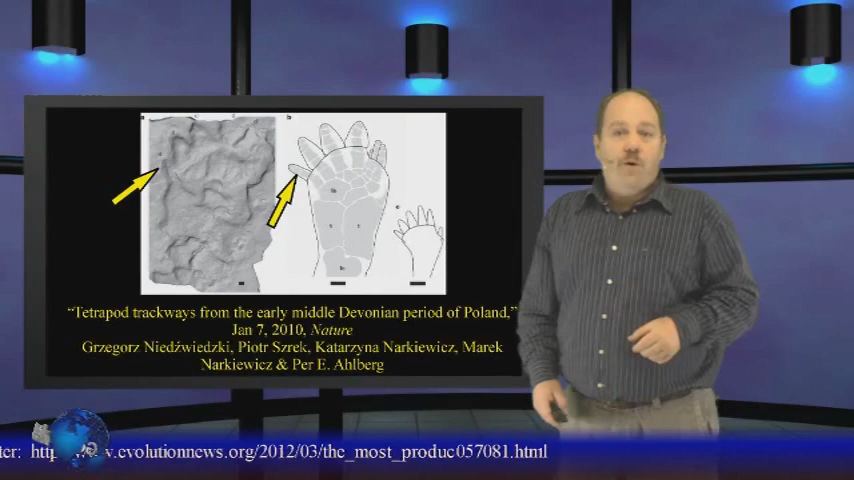 “Tetrapod trackways from the early middle Devonian period of Poland,”
Jan 7, 2010, Nature
Grzegorz Niedźwiedzki, Piotr Szrek, Katarzyna Narkiewicz, Marek
Narkiewicz & Per E. Ahlberg
.evolutionnews.org/2012/03/the_most_produc057081.html